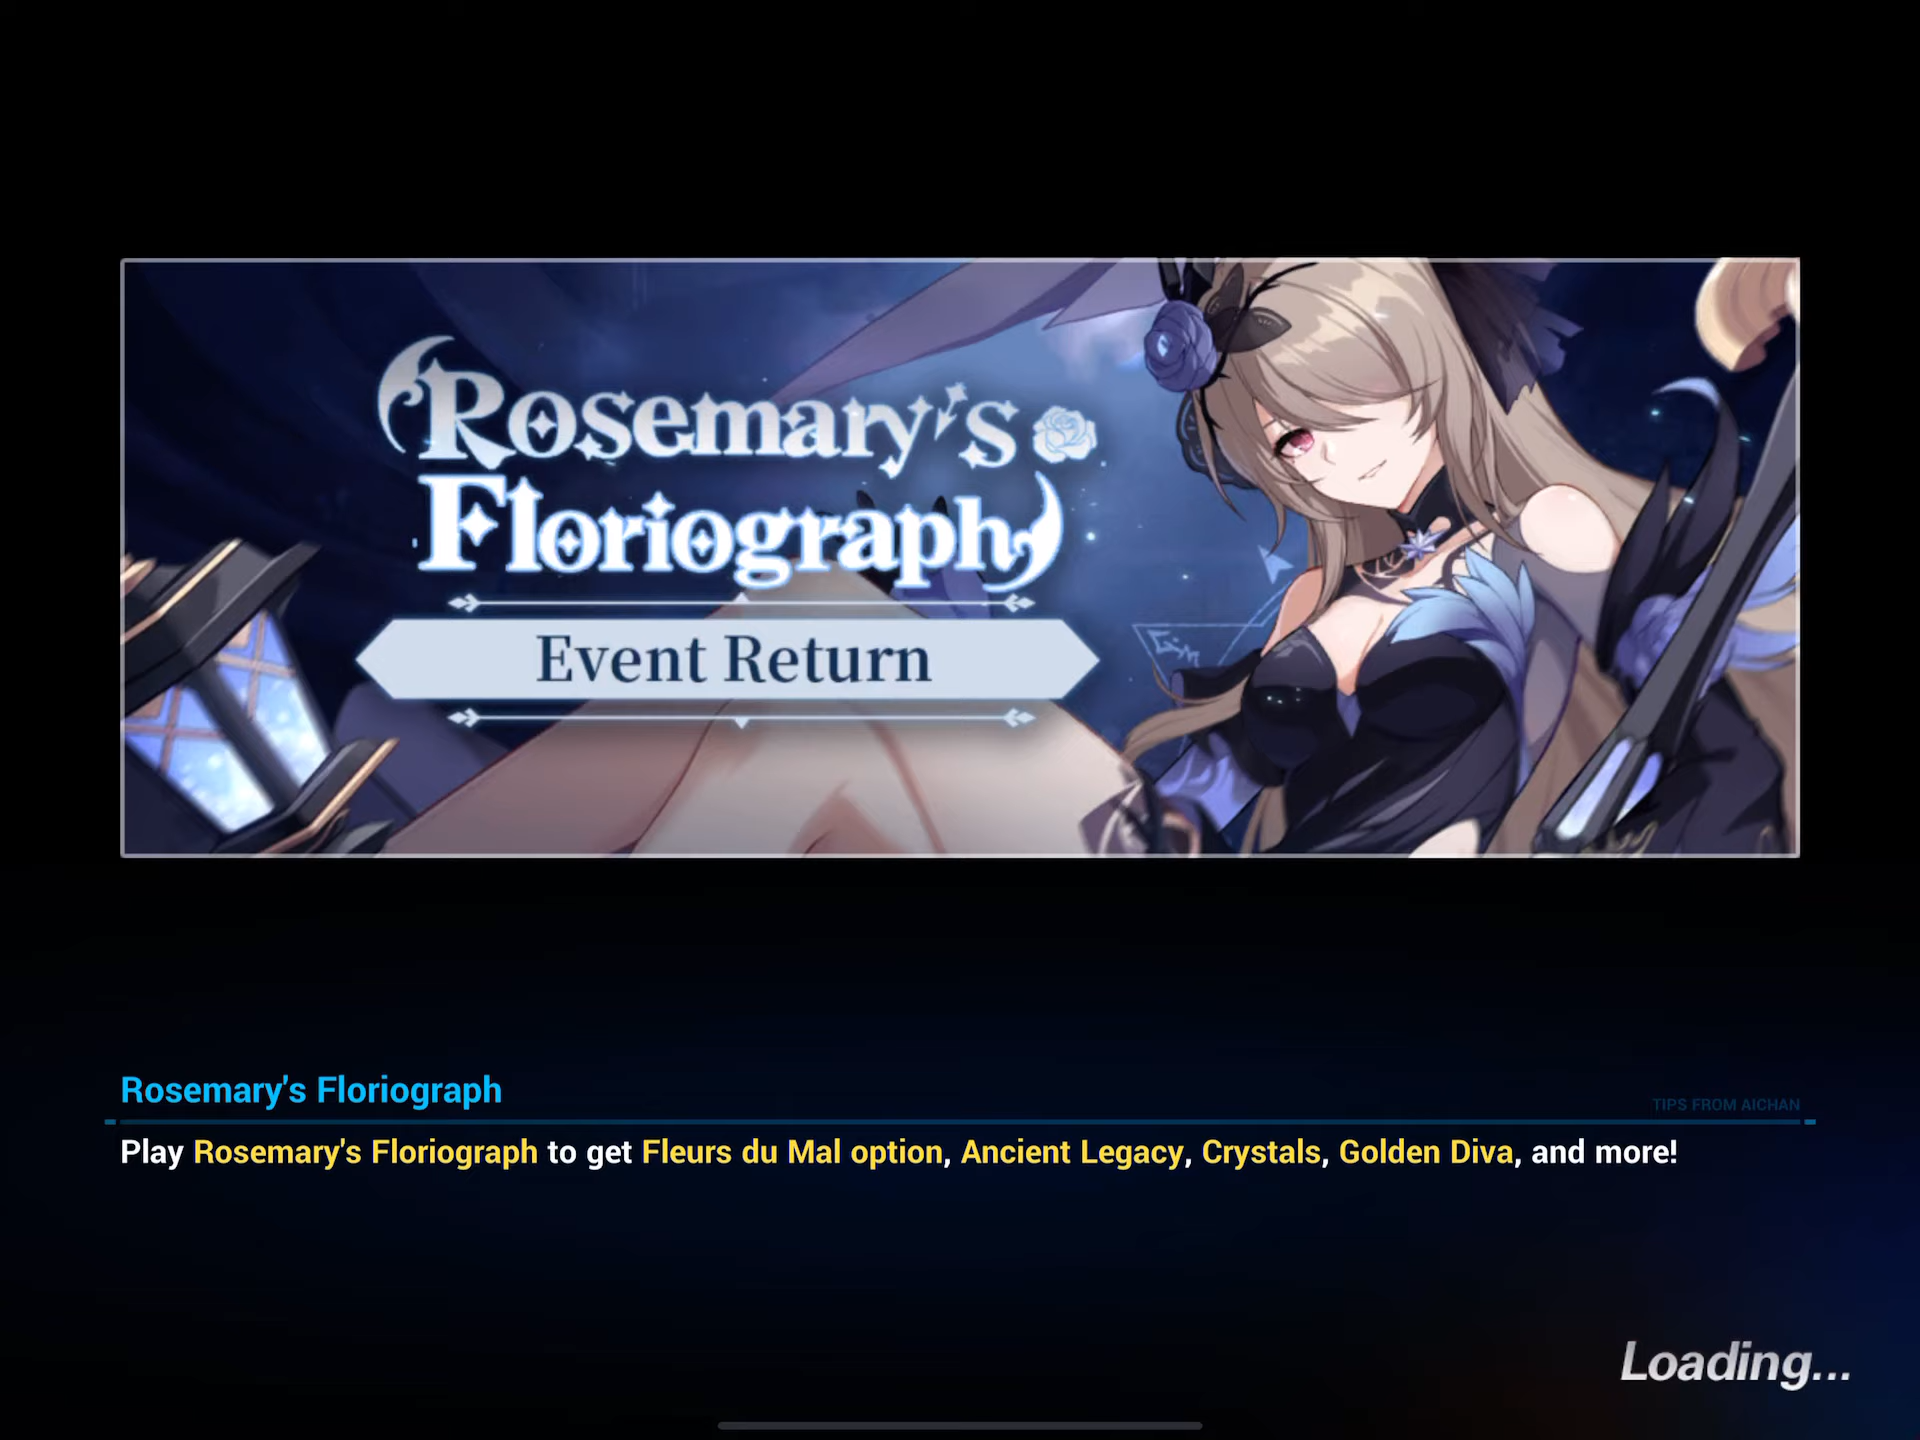 Rosemary's
Floriograph
Event Return
Rosemary's Floriograph
TIPS FROM AICHAN
Play Rosemary's Floriograph to get Fleurs du Mal option, Ancient Legacy, Crystals, Golden Diva, and more!
Loading...